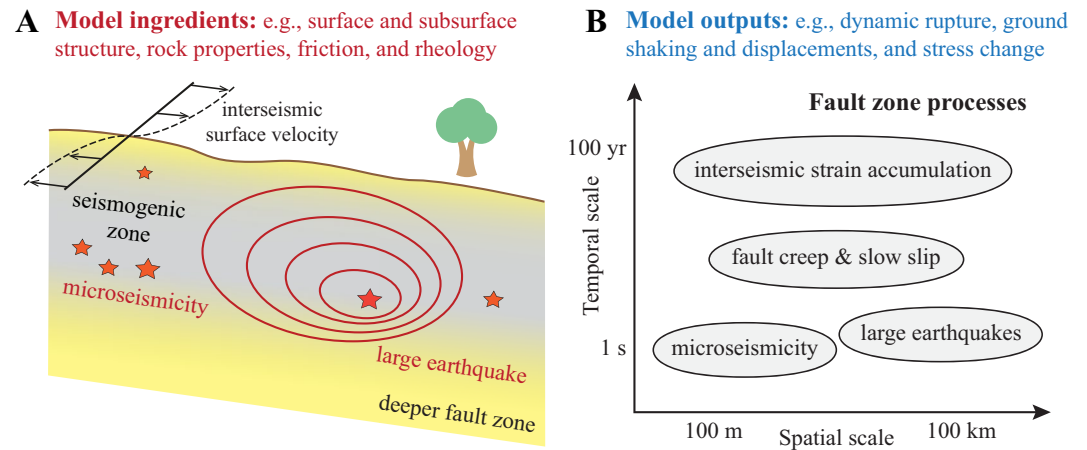 A Model ingredients: e.g., surface and subsurface
structure, rock properties, friction, and rheology
interseismic
surface velocity
seismogenic
zone
microseismicity
large earthquake
deeper fault zone
B Model outputs: e.g., dynamic rupture, ground
shaking and displacements, and stress change
Fault zone processes
100 yr
interseismic strain accumulation
Temporal scale
fault creep & slow slip
large earthquakes
1 s
microseismicity
100 m
Spatial scale
100 km